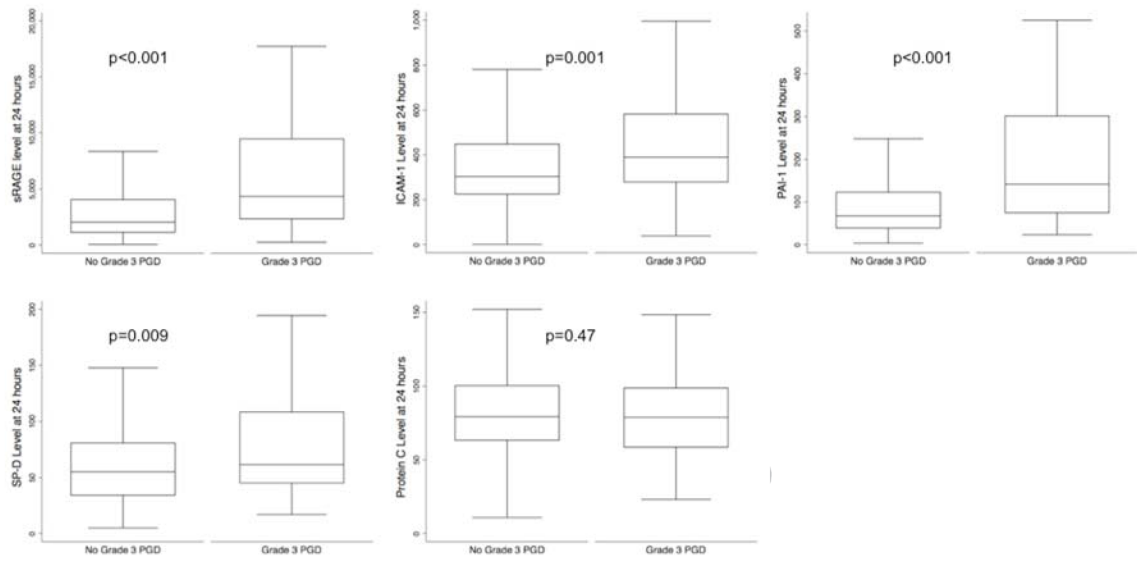 sRAGE level at 24 hours
20,000
15,000
10,000
5,000
0
p<0.001
No Grade 3 PGD
Grade 3 PGD
ICAM-1 Level at 24 hours
1,000
800
600
400
200
0
p=0.001
No Grade 3 PGD
Grade 3 PGD
PAI-1 Level at 24 hours
500
400
300
200
100
0
p<0.001
No Grade 3 PGD
Grade 3 PGD
SP-D Level at 24 hours
200
150
100
50
0
p=0.009
No Grade 3 PGD
Grade 3 PGD
Protein C Level at 24 hours
150
100
50
0
p=0.47
No Grade 3 PGD
Grade 3 PGD